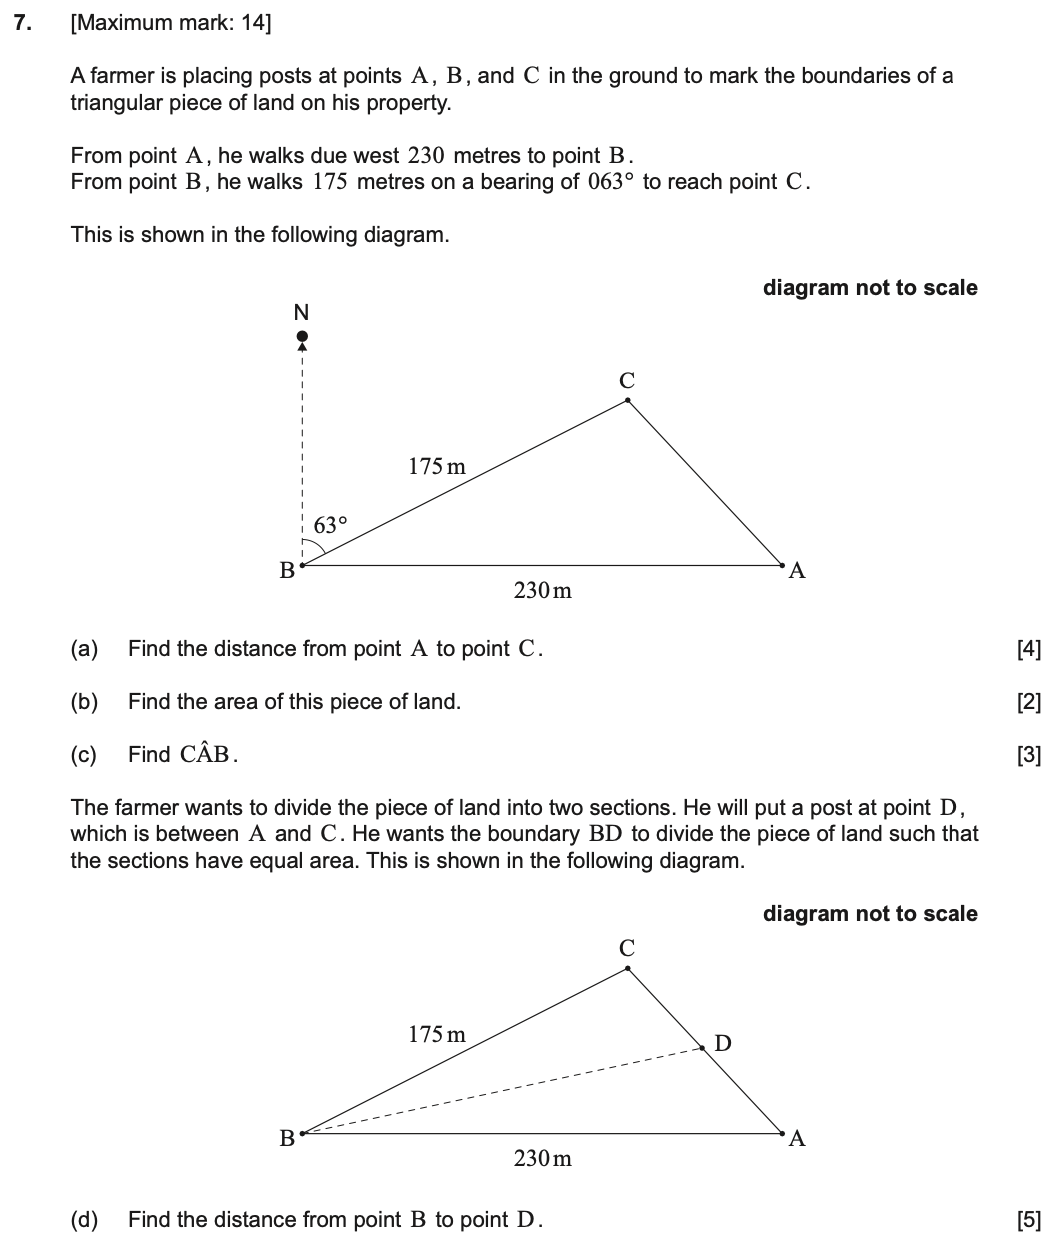 7. [Maximum mark: 14]
A farmer is placing posts at points A, B, and C in the ground to mark the boundaries of a
triangular piece of land on his property.
From point A, he walks due west 230 metres to point B.
From point B, he walks 175 metres on a bearing of 063° to reach point C.
This is shown in the following diagram.
diagram not to scale
N
C
175 m
63°
B
A
230 m
(a) Find the distance from point A to point C. [4]
(b) Find the area of this piece of land. [2]
(c) Find CÂB. [3]
The farmer wants to divide the piece of land into two sections. He will put a post at point D,
which is between A and C. He wants the boundary BD to divide the piece of land such that
the sections have equal area. This is shown in the following diagram.
diagram not to scale
C
175 m
D
B
A
230 m
(d) Find the distance from point B to point D. [5]